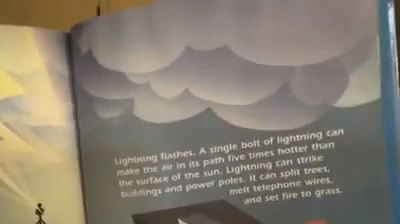 Lightning flashes. A single bolt of lightning can
make the air in its path five times hotter than
the surface of the sun. Lightning can strike
buildings and power poles. It can split trees,
melt telephone wires,
and set fire to grass.